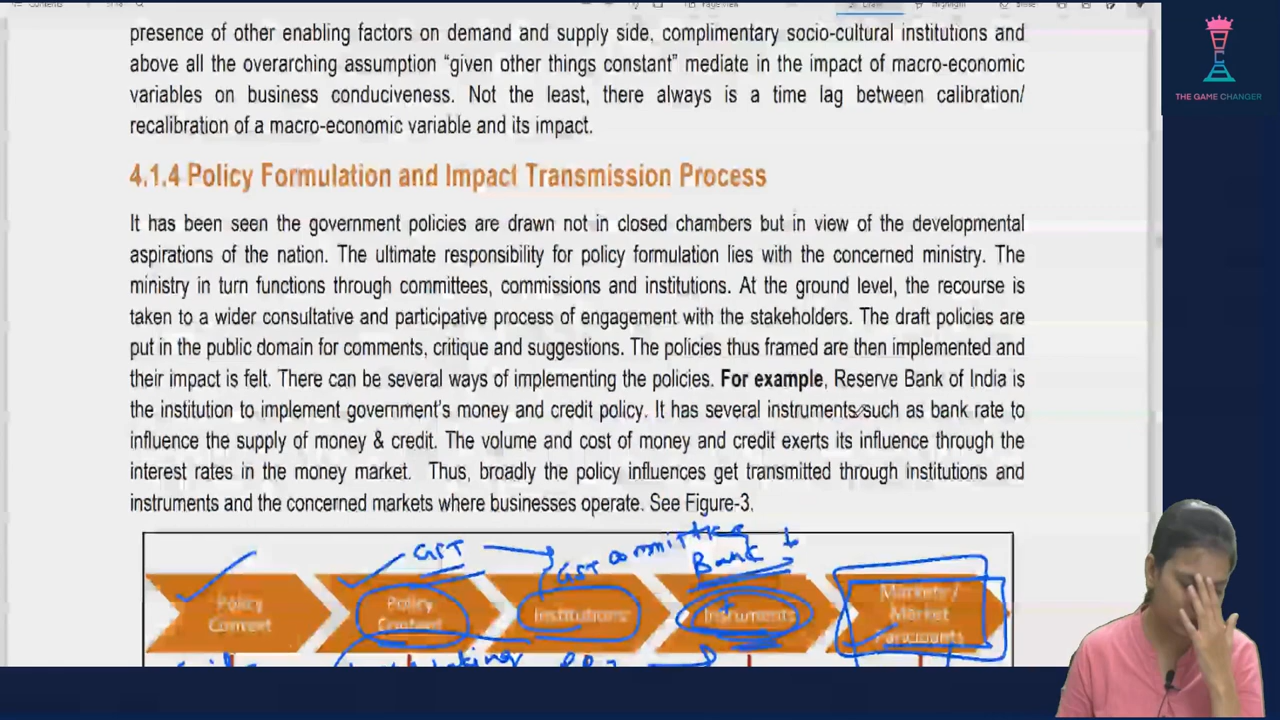 presence of other enabling factors on demand and supply side, complimentary socio-cultural institutions and
above all the overarching assumption “given other things constant” mediate in the impact of macro-economic
variables on business conduciveness. Not the least, there always is a time lag between calibration/
recalibration of a macro-economic variable and its impact.
THE GAME CHANGER
4.1.4 Policy Formulation and Impact Transmission Process
It has been seen the government policies are drawn not in closed chambers but in view of the developmental
aspirations of the nation. The ultimate responsibility for policy formulation lies with the concerned ministry. The
ministry in turn functions through committees, commissions and institutions. At the ground level, the recourse is
taken to a wider consultative and participative process of engagement with the stakeholders. The draft policies are
put in the public domain for comments, critique and suggestions. The policies thus framed are then implemented and
their impact is felt. There can be several ways of implementing the policies. For example, Reserve Bank of India is
the institution to implement government’s money and credit policy. It has several instruments such as bank rate to
influence the supply of money & credit. The volume and cost of money and credit exerts its influence through the
interest rates in the money market. Thus, broadly the policy influences get transmitted through institutions and
instruments and the concerned markets where businesses operate. See Figure-3.
GST
GST committee
Bank
Policy
Context
Policy
Content
Institutions
Instruments
Markets/
Market
Participants